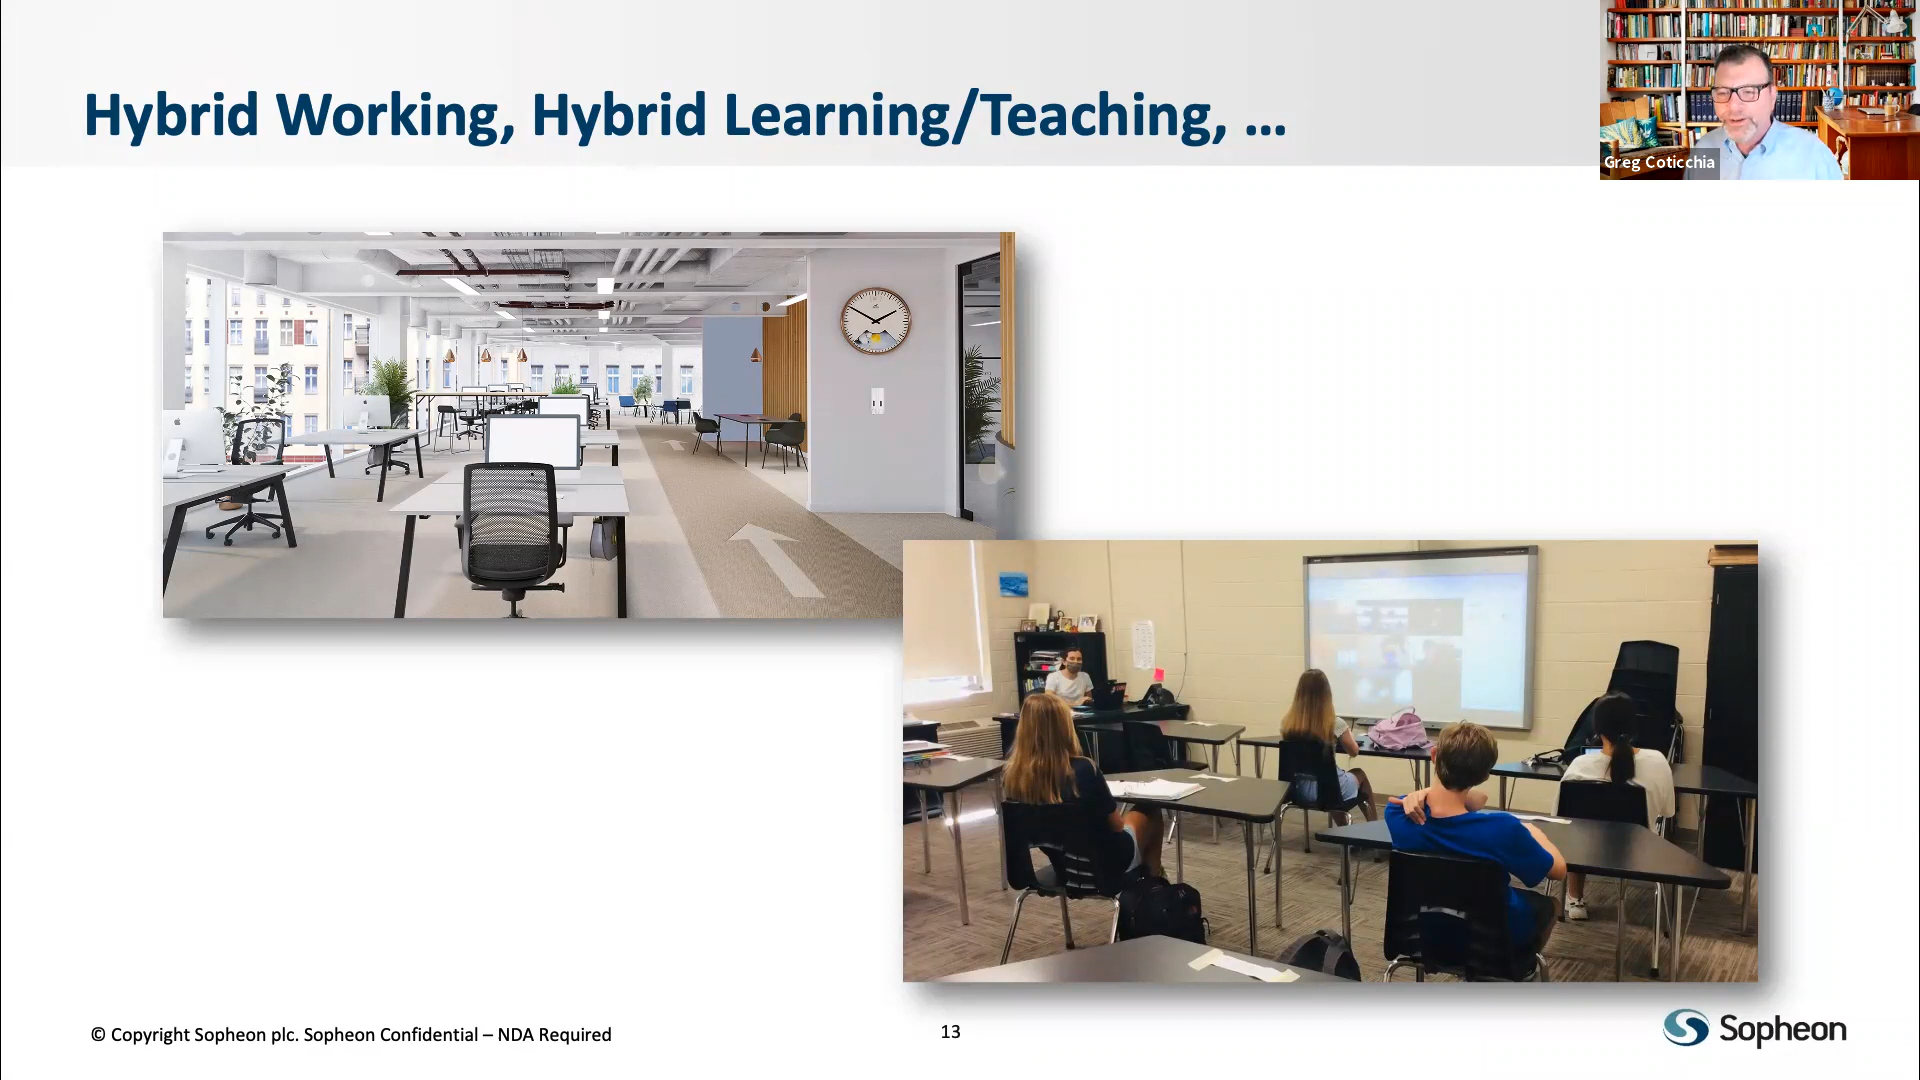 Hybrid Working, Hybrid Learning/Teaching, ...
Greg Coticchia
© Copyright Sopheon plc. Sopheon Confidential – NDA Required
13
Sopheon